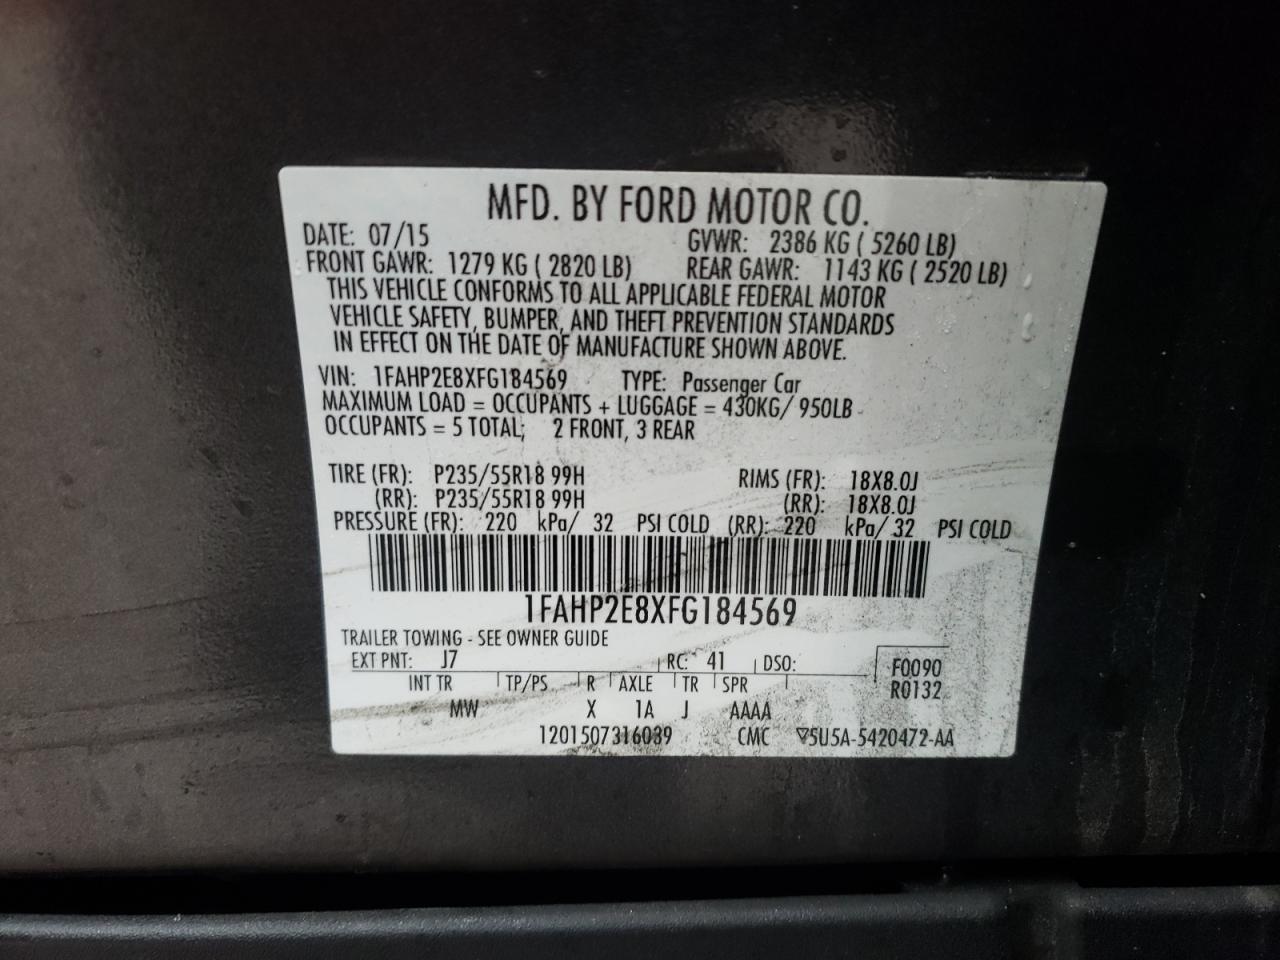 MFD. BY FORD MOTOR CO.
DATE: 07/15 GVWR: 2386 KG ( 5260 LB)
FRONT GAWR: 1279 KG ( 2820 LB) REAR GAWR: 1143 KG ( 2520 LB)
THIS VEHICLE CONFORMS TO ALL APPLICABLE FEDERAL MOTOR
VEHICLE SAFETY, BUMPER, AND THEFT PREVENTION STANDARDS
IN EFFECT ON THE DATE OF MANUFACTURE SHOWN ABOVE.
VIN: 1FAHP2E8XFG184569 TYPE: Passenger Car
MAXIMUM LOAD = OCCUPANTS + LUGGAGE = 430KG/ 950LB
OCCUPANTS = 5 TOTAL; 2 FRONT, 3 REAR
TIRE (FR): P235/55R18 99H RIMS (FR): 18X8.0J
(RR): P235/55R18 99H (RR): 18X8.0J
PRESSURE (FR): 220 kPa/ 32 PSI COLD (RR): 220 kPa/ 32 PSI COLD
1FAHP2E8XFG184569
TRAILER TOWING - SEE OWNER GUIDE
EXT PNT: J7 RC: 41 DSO: F0090
INT TR TP/PS R AXLE TR SPR R0132
MW X 1A J AAAA
1201507316039 CMC ▽5U5A-5420472-AA